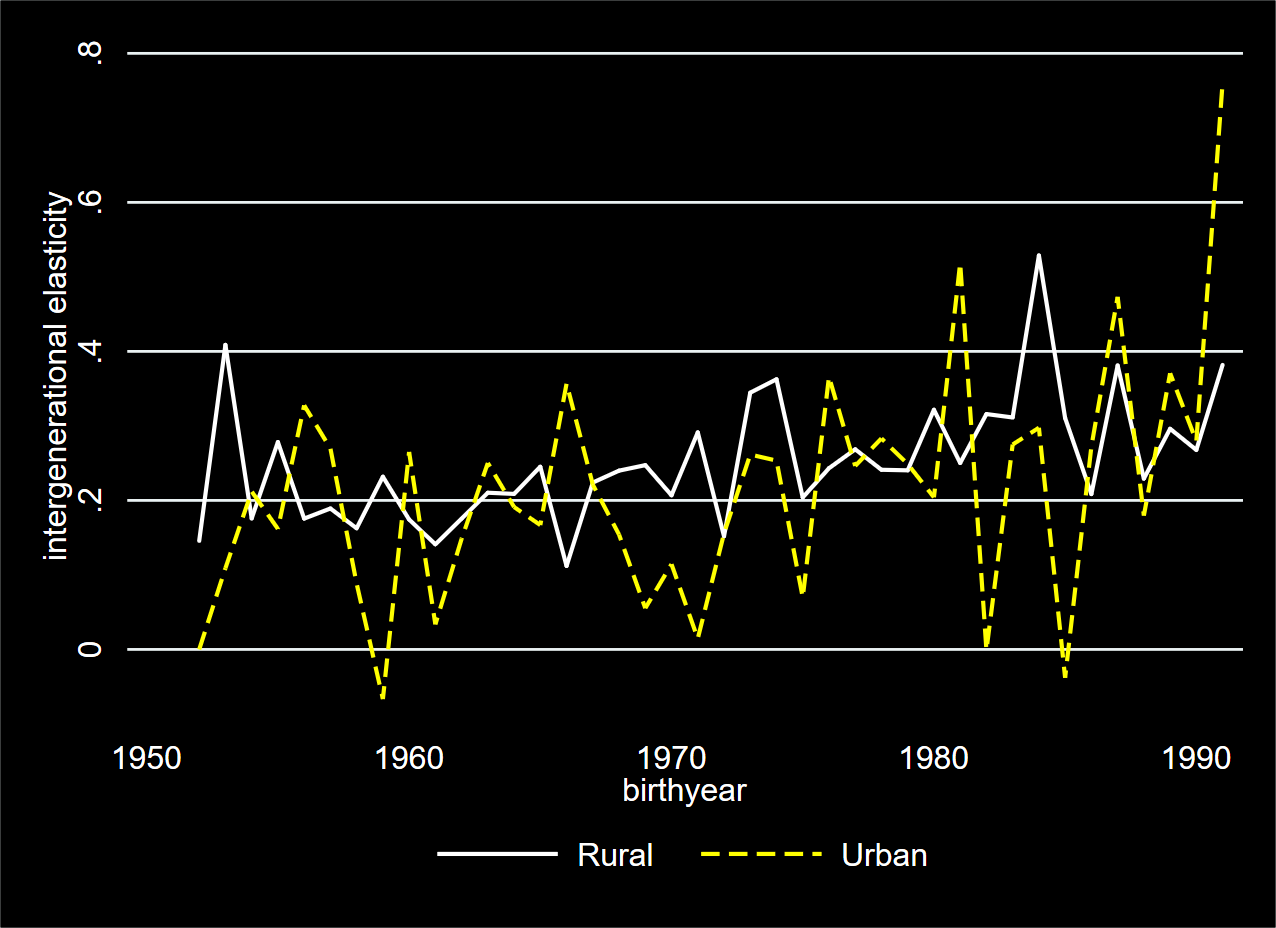 intergenerational elasticity
.8
.6
.4
.2
0
1950 1960 1970 1980 1990
birthyear
Rural Urban